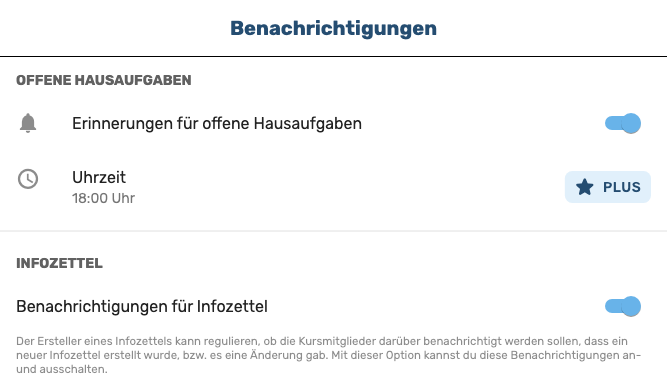 Benachrichtigungen
OFFENE HAUSAUFGABEN
Erinnerungen für offene Hausaufgaben
Uhrzeit
18:00 Uhr
PLUS
INFOZETTEL
Benachrichtigungen für Infozettel
Der Ersteller eines Infozettels kann regulieren, ob die Kursmitglieder darüber benachrichtigt werden sollen, dass ein
neuer Infozettel erstellt wurde, bzw. es eine Änderung gab. Mit dieser Option kannst du diese Benachrichtigungen an-
und ausschalten.